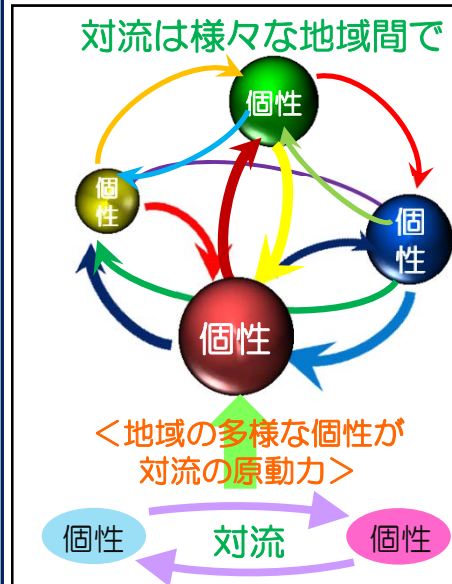 対流は様々な地域間で
個性
個
性
個
性
個性
＜地域の多様な個性が
対流の原動力＞
個性
対流
個性